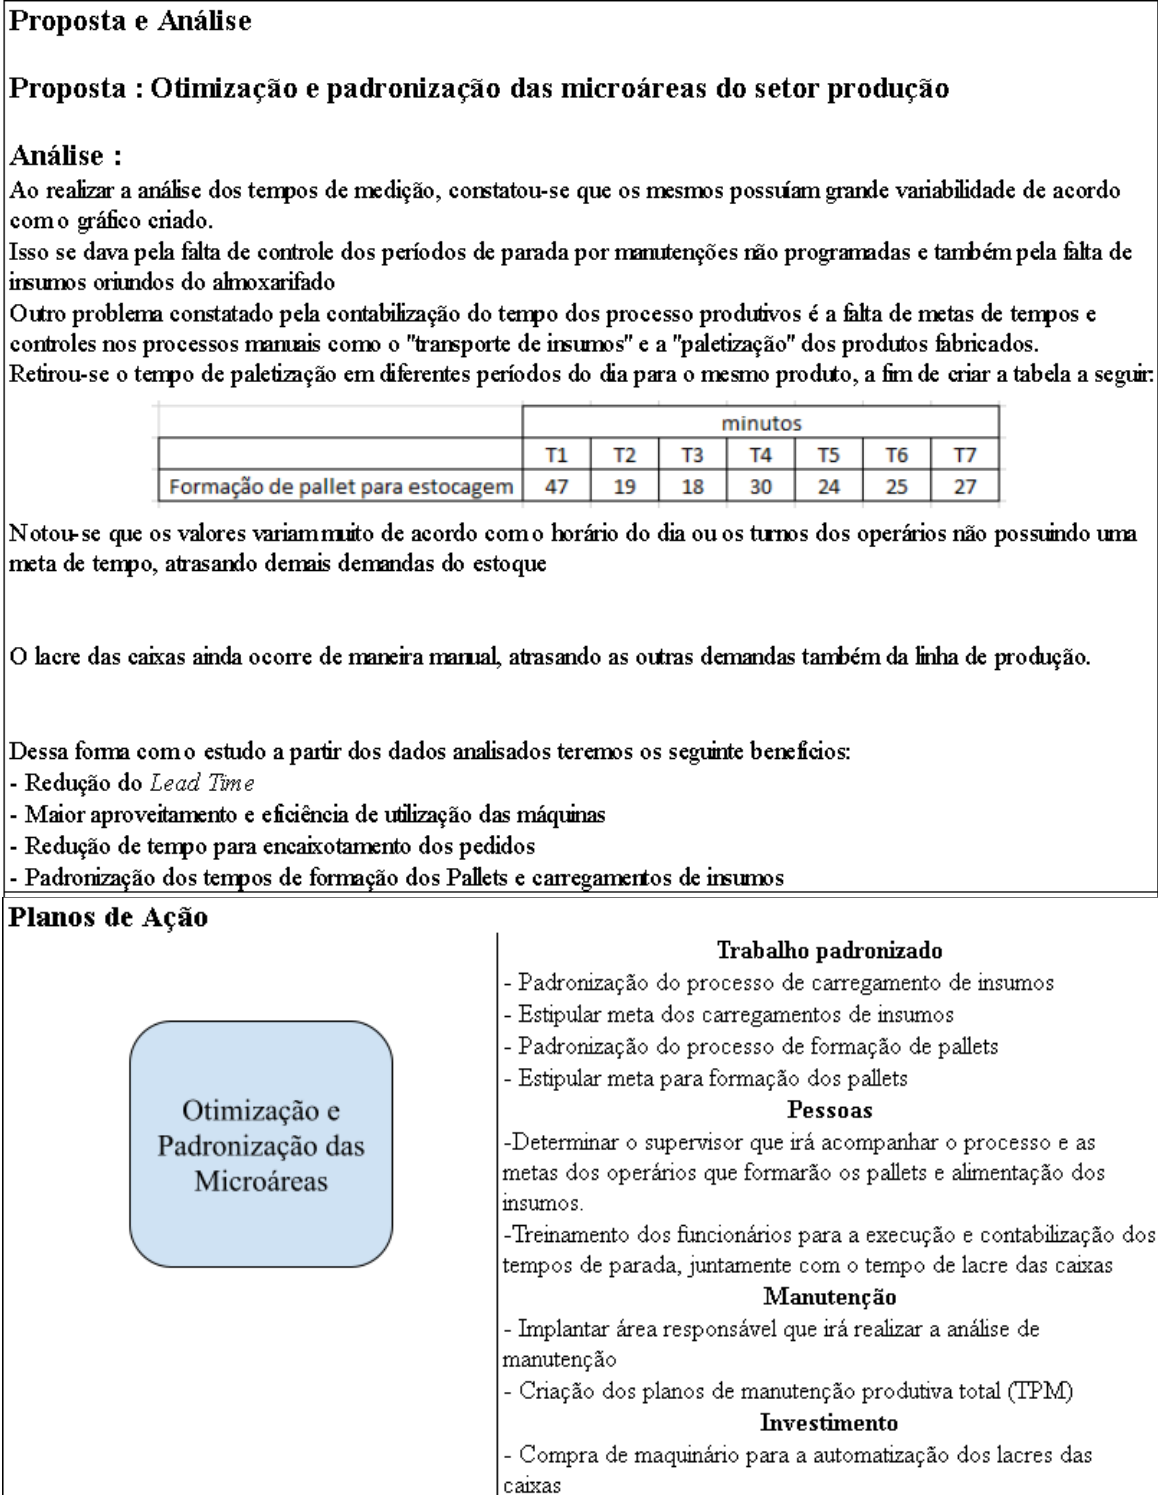 Proposta e Análise
Proposta : Otimização e padronização das microáreas do setor produção
Análise :
Ao realizar a análise dos tempos de medição, constatou-se que os mesmos possuíam grande variabilidade de acordo
com o gráfico criado.
Isso se dava pela falta de controle dos períodos de parada por manutenções não programadas e também pela falta de
insumos oriundos do almoxarifado
Outro problema constatado pela contabilização do tempo dos processo produtivos é a falta de metas de tempos e
controles nos processos manuais como o "transporte de insumos" e a "paletização" dos produtos fabricados.
Retirou-se o tempo de paletização em diferentes períodos do dia para o mesmo produto, a fim de criar a tabela a seguir:
minutos
T1 T2 T3 T4 T5 T6 T7
Formação de pallet para estocagem 47 19 18 30 24 25 27
Notou-se que os valores variam muito de acordo com o horário do dia ou os turnos dos operários não possuindo uma
meta de tempo, atrasando demais demandas do estoque
O lacre das caixas ainda ocorre de maneira manual, atrasando as outras demandas também da linha de produção.
Dessa forma com o estudo a partir dos dados analisados teremos os seguinte benefícios:
- Redução do Lead Time
- Maior aproveitamento e eficiência de utilização das máquinas
- Redução de tempo para encaixotamento dos pedidos
- Padronização dos tempos de formação dos Pallets e carregamentos de insumos
Planos de Ação
Otimização e
Padronização das
Microáreas
Trabalho padronizado
- Padronização do processo de carregamento de insumos
- Estipular meta dos carregamentos de insumos
- Padronização do processo de formação de pallets
- Estipular meta para formação dos pallets
Pessoas
-Determinar o supervisor que irá acompanhar o processo e as
metas dos operários que formarão os pallets e alimentação dos
insumos.
-Treinamento dos funcionários para a execução e contabilização dos
tempos de parada, juntamente com o tempo de lacre das caixas
Manutenção
- Implantar área responsável que irá realizar a análise de
manutenção
- Criação dos planos de manutenção produtiva total (TPM)
Investimento
- Compra de maquinário para a automatização dos lacres das
caixas